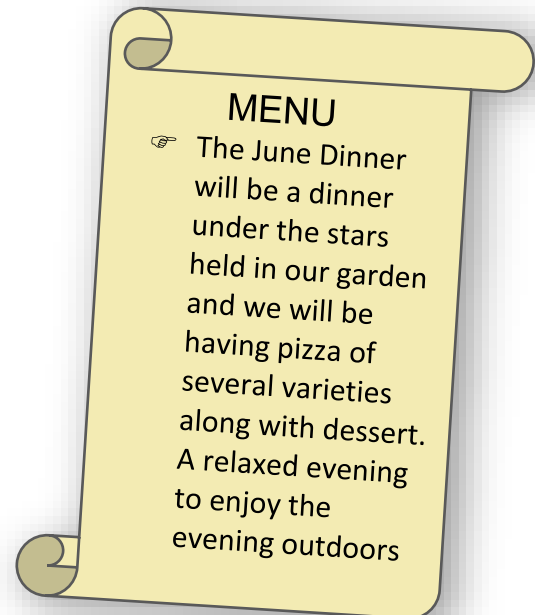 MENU
☞ The June Dinner
will be a dinner
under the stars
held in our garden
and we will be
having pizza of
several varieties
along with dessert.
A relaxed evening
to enjoy the
evening outdoors